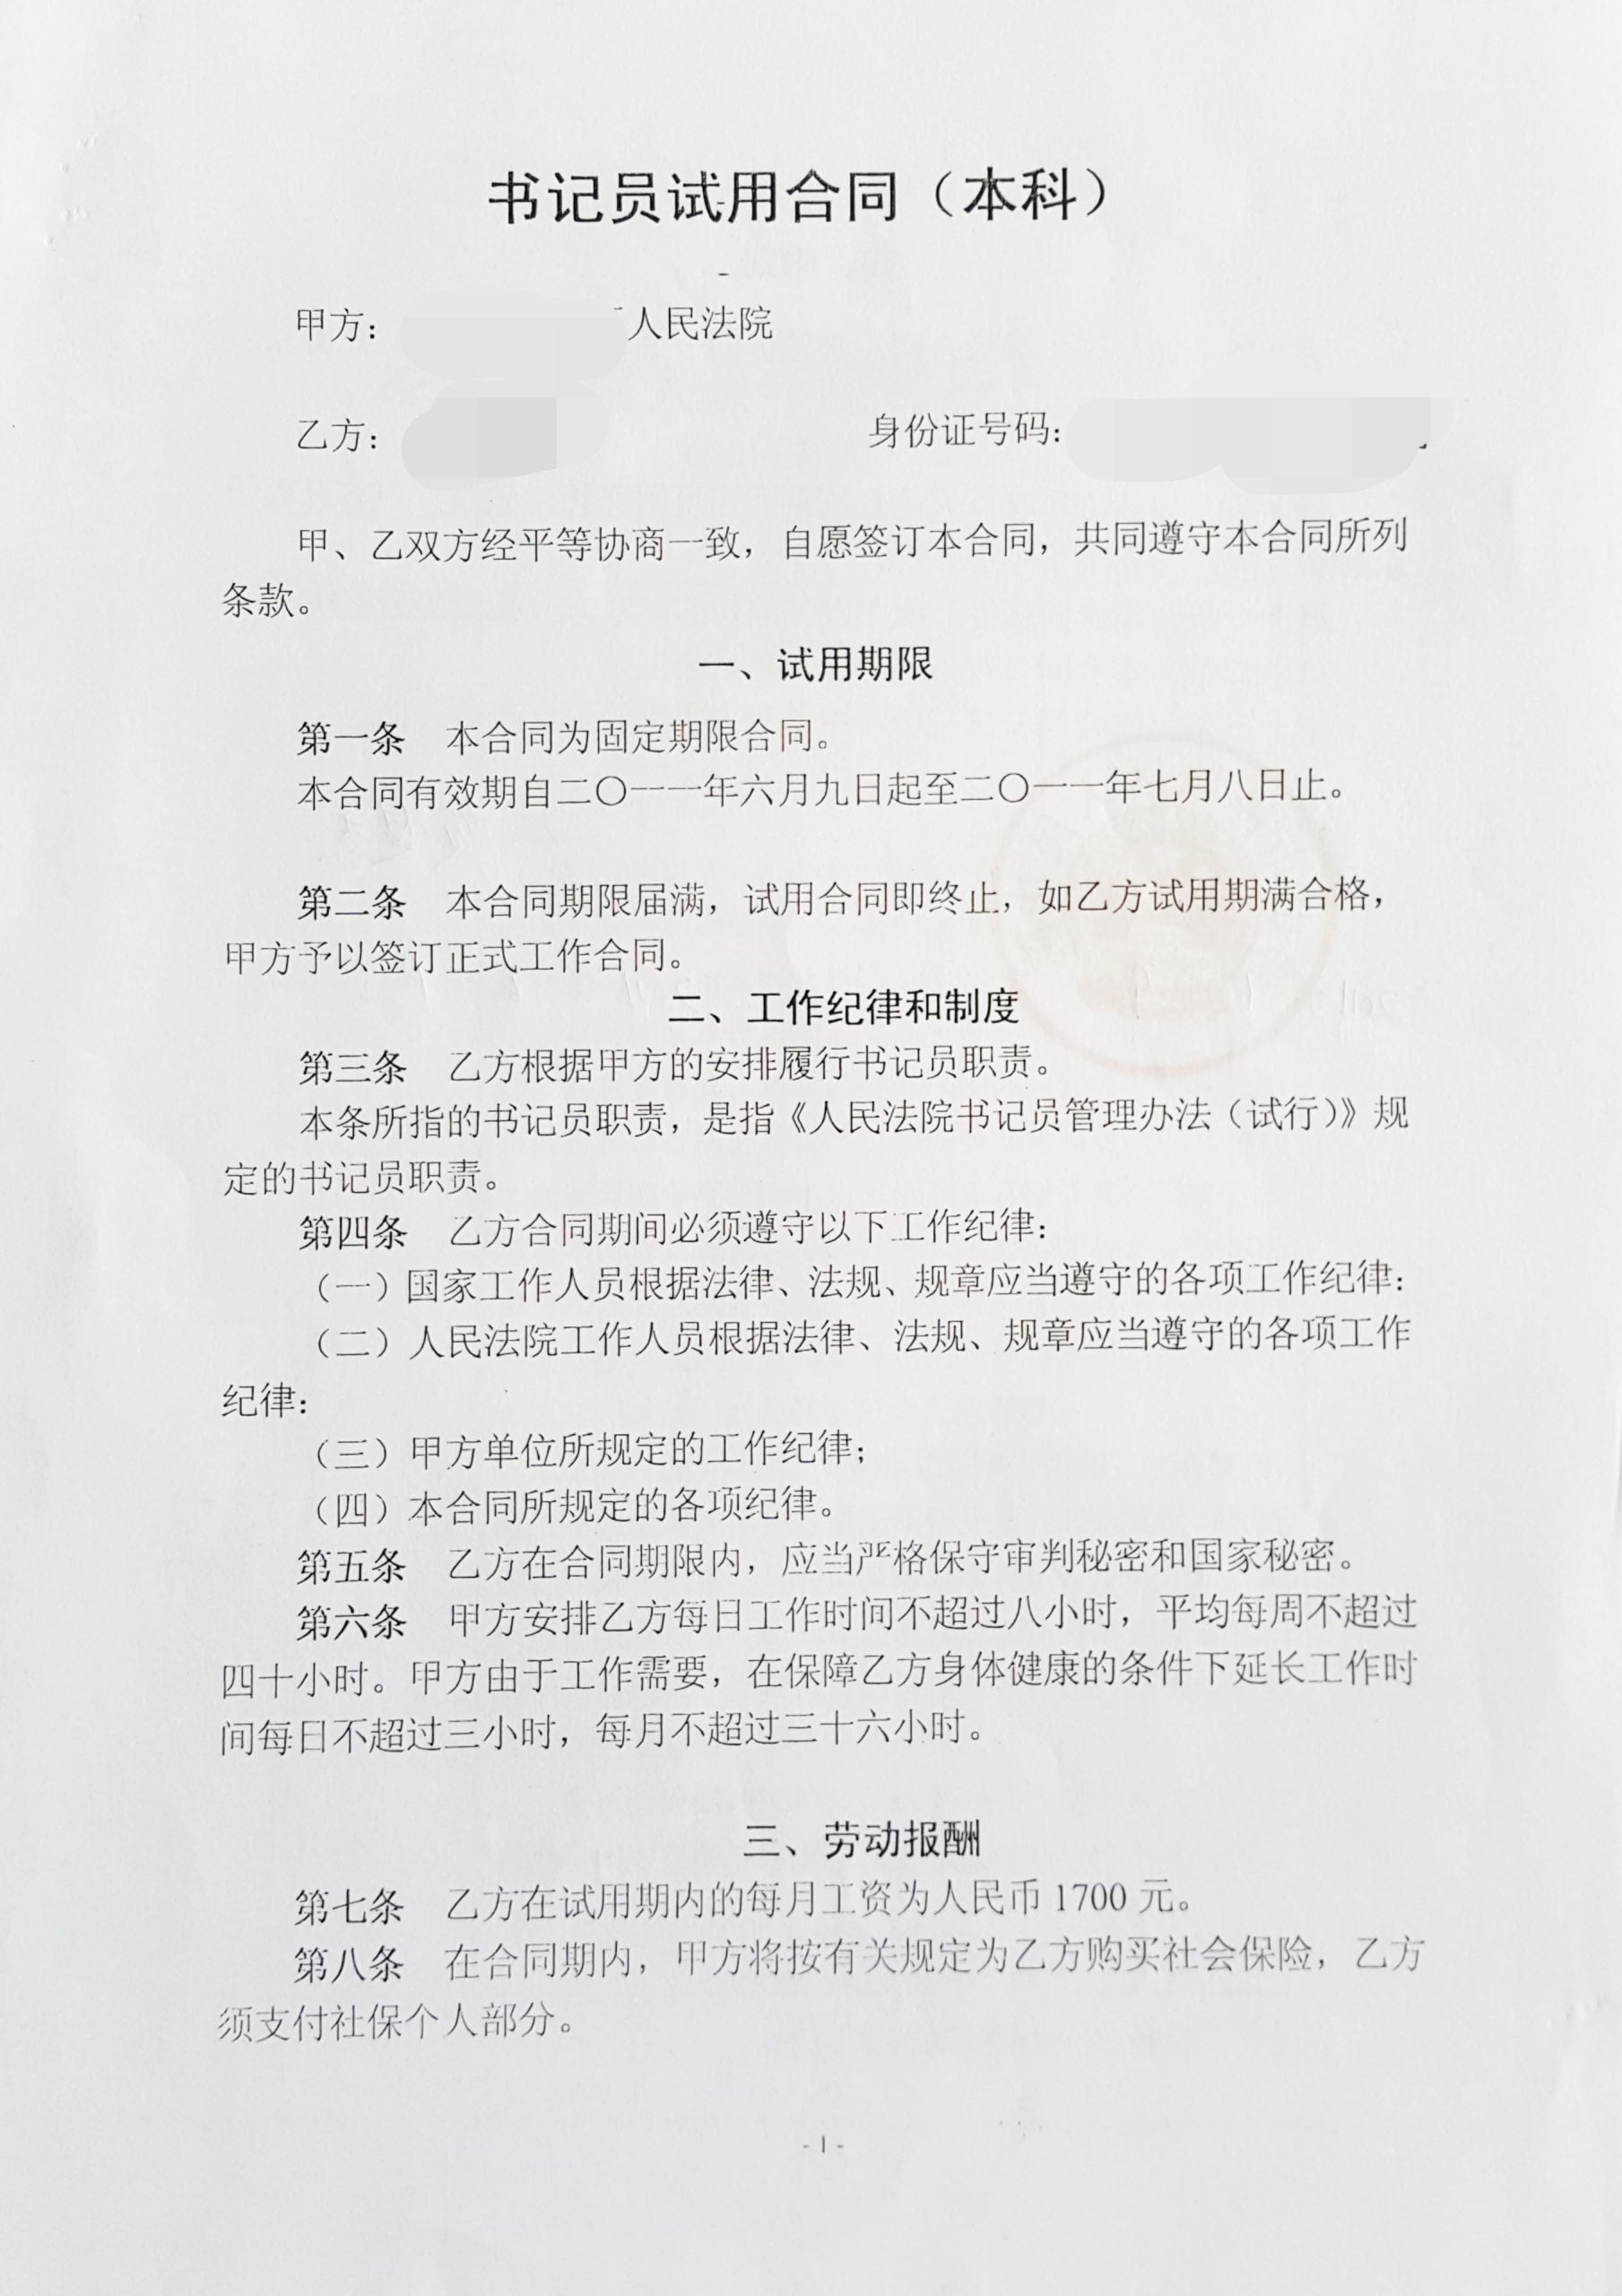 书记员试用合同（本科）
甲方： 人民法院
乙方： 身份证号码：
甲、乙双方经平等协商一致，自愿签订本合同，共同遵守本合同所列
条款。
一、试用期限
第一条 本合同为固定期限合同。
本合同有效期自二〇一一年六月九日起至二〇一一年七月八日止。
第二条 本合同期限届满，试用合同即终止，如乙方试用期满合格，
甲方予以签订正式工作合同。
二、工作纪律和制度
第三条 乙方根据甲方的安排履行书记员职责。
本条所指的书记员职责，是指《人民法院书记员管理办法（试行）》规
定的书记员职责。
第四条 乙方合同期间必须遵守以下工作纪律：
（一）国家工作人员根据法律、法规、规章应当遵守的各项工作纪律：
（二）人民法院工作人员根据法律、法规、规章应当遵守的各项工作
纪律：
（三）甲方单位所规定的工作纪律；
（四）本合同所规定的各项纪律。
第五条 乙方在合同期限内，应当严格保守审判秘密和国家秘密。
第六条 甲方安排乙方每日工作时间不超过八小时，平均每周不超过
四十小时。甲方由于工作需要，在保障乙方身体健康的条件下延长工作时
间每日不超过三小时，每月不超过三十六小时。
三、劳动报酬
第七条 乙方在试用期内的每月工资为人民币 1700 元。
第八条 在合同期内，甲方将按有关规定为乙方购买社会保险，乙方
须支付社保个人部分。
- 1 -